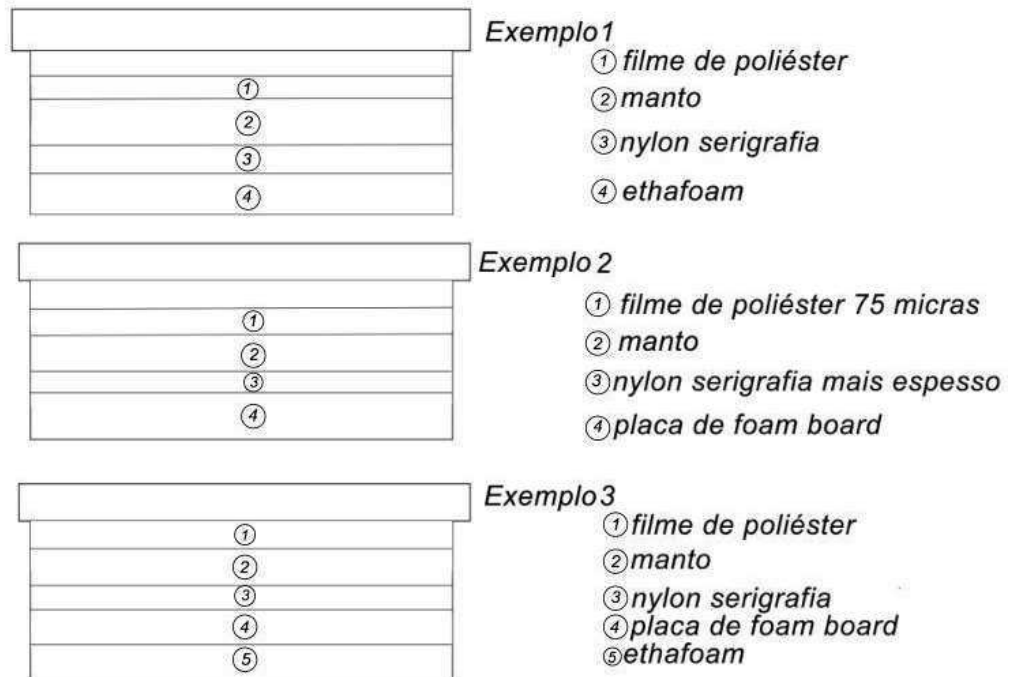 Exemplo1
① filme de poliéster
② manto
③ nylon serigrafia
④ ethafoam
①
②
③
④
Exemplo 2
① filme de poliéster 75 micras
② manto
③ nylon serigrafia mais espesso
④ placa de foam board
①
②
③
④
Exemplo3
① filme de poliéster
② manto
③ nylon serigrafia
④ placa de foam board
⑤ ethafoam
①
②
③
④
⑤